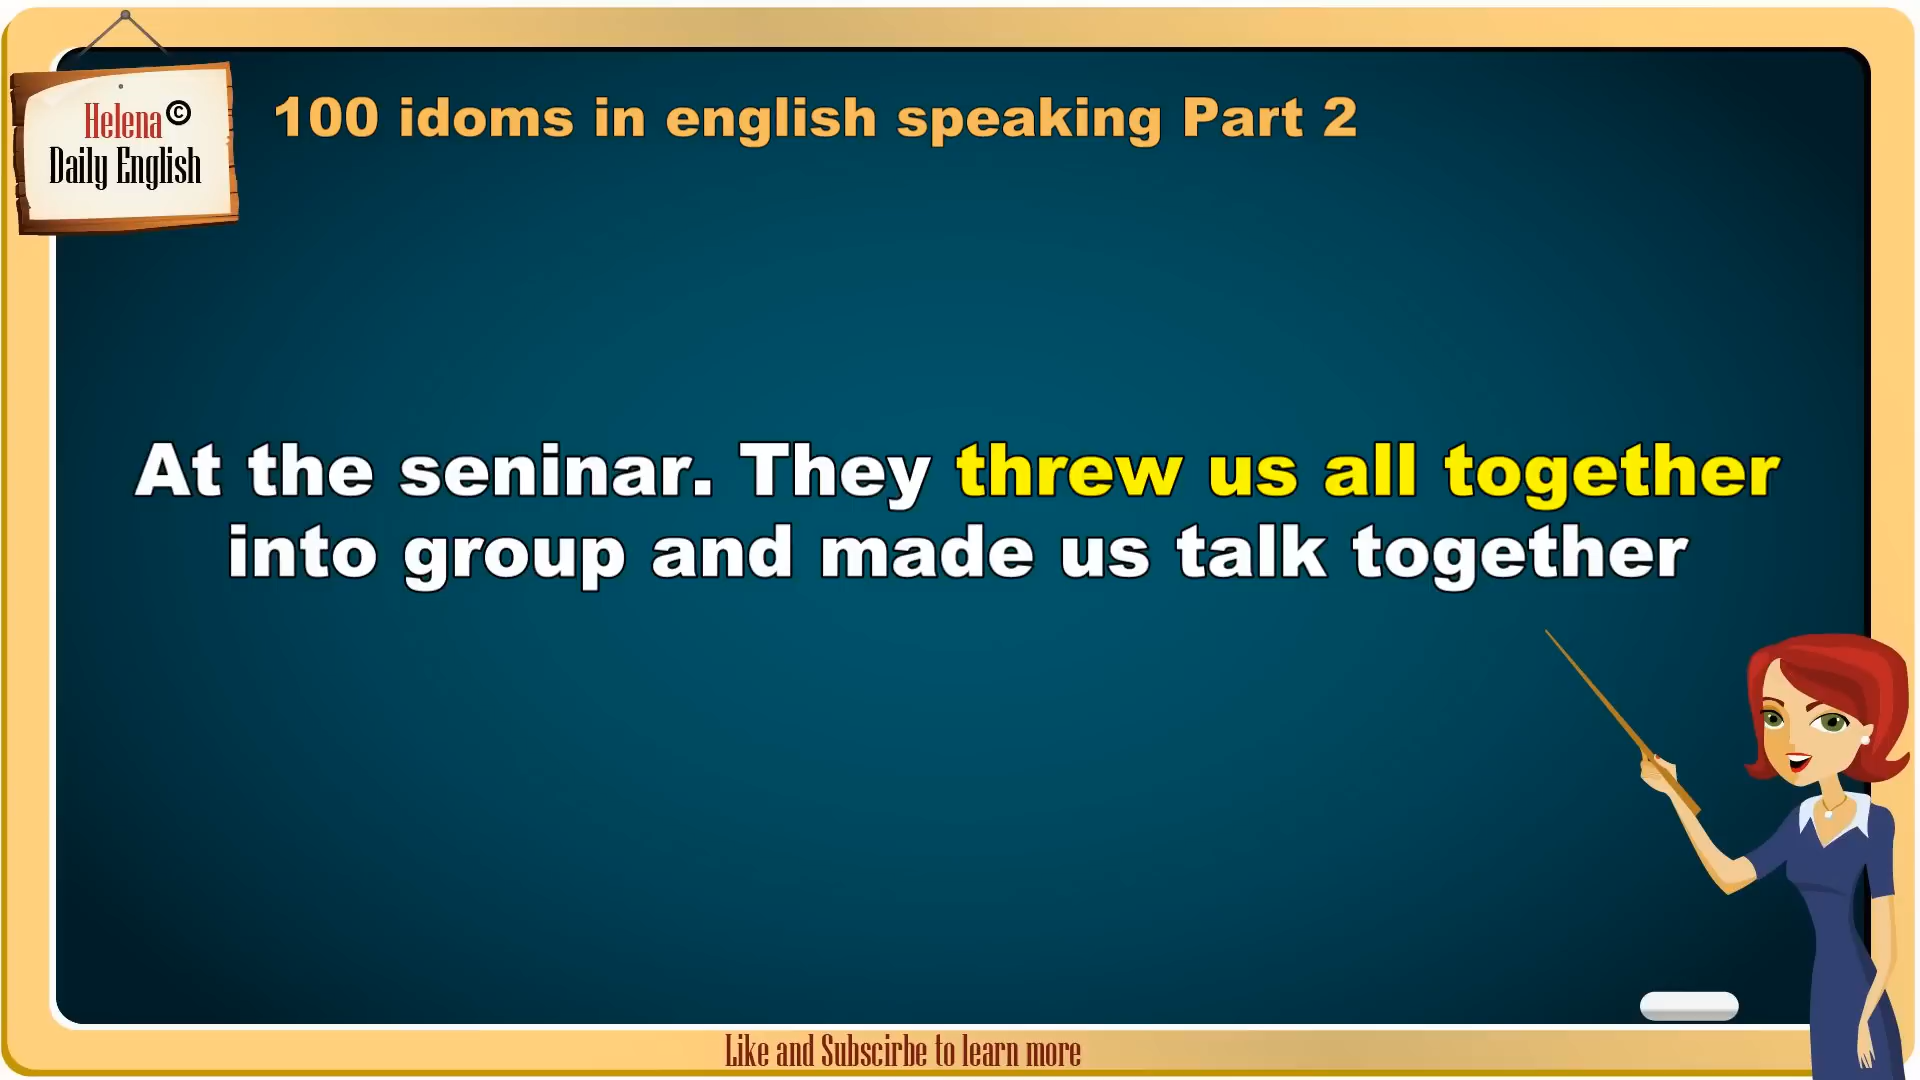 Helena ©
Daily English
100 idoms in english speaking Part 2
At the seninar. They threw us all together
into group and made us talk together
Like and Subscirbe to learn more